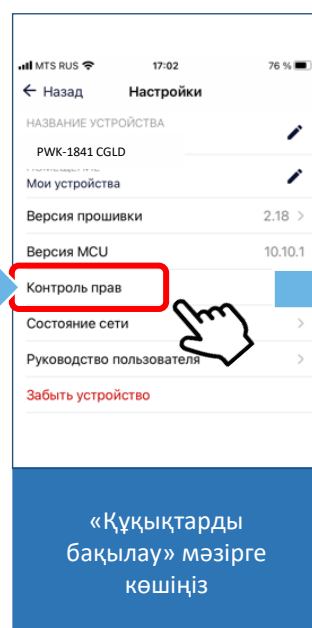 MTS RUS 17:02 76 %
Назад Настройки
НАЗВАНИЕ УСТРОЙСТВА
PWK-1841 CGLD
Мои устройства
Версия прошивки 2.18
Версия MCU 10.10.1
Контроль прав
Состояние сети
Руководство пользователя
Забыть устройство
«Құқықтарды
бақылау» мәзірге
көшіңіз